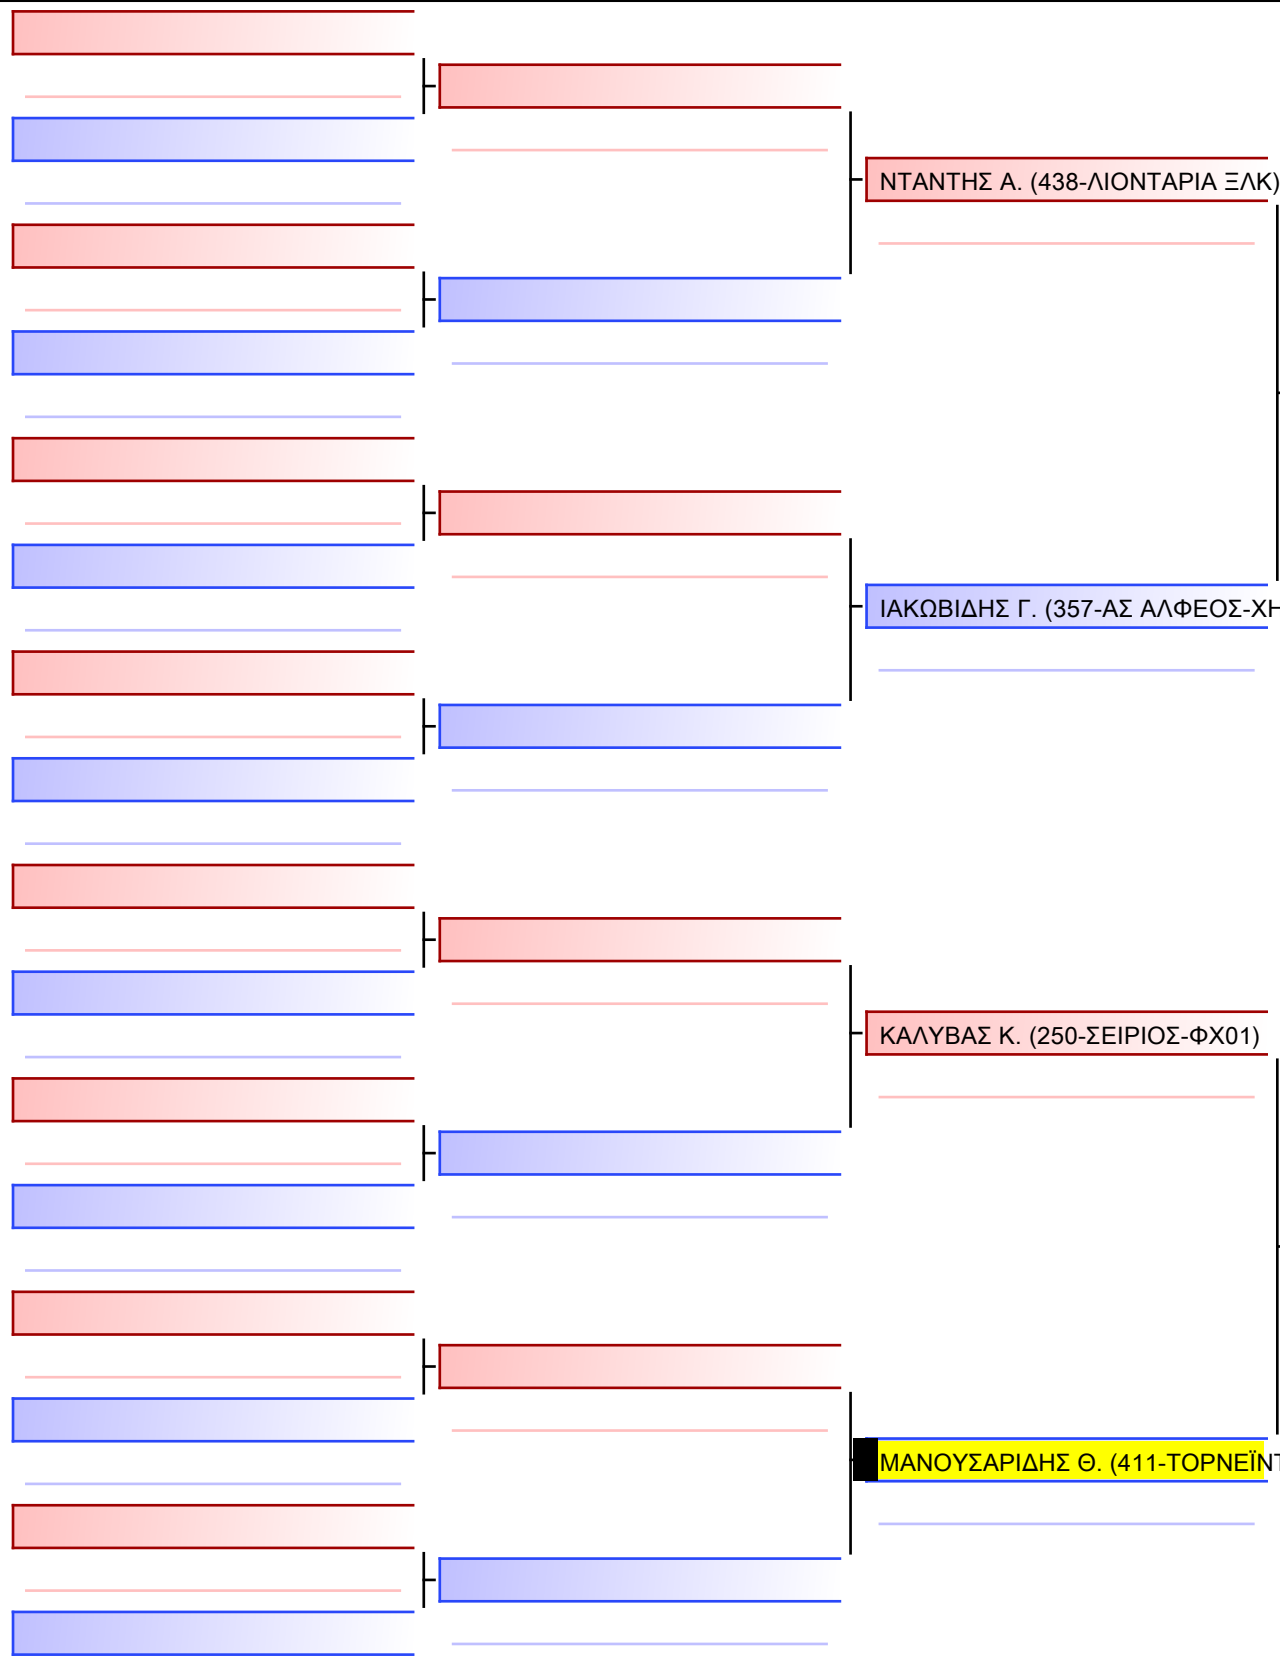 ΝΤΑΝΤΗΣ Α. (438-ΛΙΟΝΤΑΡΙΑ ΞΛΚ)
ΙΑΚΩΒΙΔΗΣ Γ. (357-ΑΣ ΑΛΦΕΟΣ-ΧΗ
ΚΑΛΥΒΑΣ Κ. (250-ΣΕΙΡΙΟΣ-ΦΧ01)
ΜΑΝΟΥΣΑΡΙΔΗΣ Θ. (411-ΤΟΡΝΕΪΝΤ